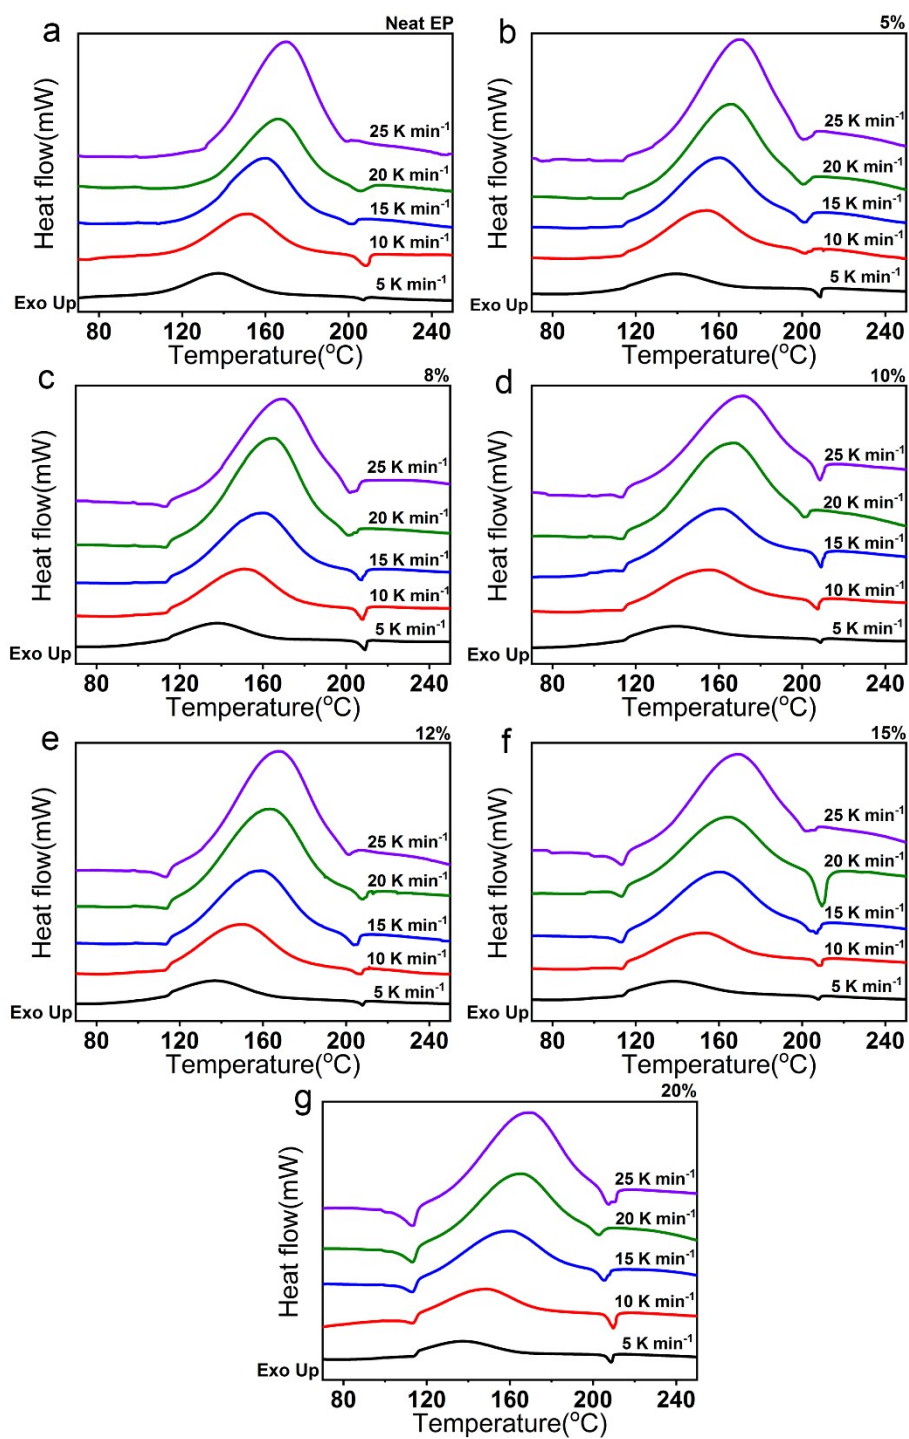 a
Neat EP
Heat flow(mW)
25 K min-1
20 K min-1
15 K min-1
10 K min-1
5 K min-1
Exo Up
80 120 160 200 240
Temperature(oC)
b
5%
Heat flow(mW)
25 K min-1
20 K min-1
15 K min-1
10 K min-1
5 K min-1
Exo Up
80 120 160 200 240
Temperature(oC)
c
8%
Heat flow(mW)
25 K min-1
20 K min-1
15 K min-1
10 K min-1
5 K min-1
Exo Up
80 120 160 200 240
Temperature(oC)
d
10%
Heat flow(mW)
25 K min-1
20 K min-1
15 K min-1
10 K min-1
5 K min-1
Exo Up
80 120 160 200 240
Temperature(oC)
e
12%
Heat flow(mW)
25 K min-1
20 K min-1
15 K min-1
10 K min-1
5 K min-1
Exo Up
80 120 160 200 240
Temperature(oC)
f
15%
Heat flow(mW)
25 K min-1
20 K min-1
15 K min-1
10 K min-1
5 K min-1
Exo Up
80 120 160 200 240
Temperature(oC)
g
20%
Heat flow(mW)
25 K min-1
20 K min-1
15 K min-1
10 K min-1
5 K min-1
Exo Up
80 120 160 200 240
Temperature(oC)